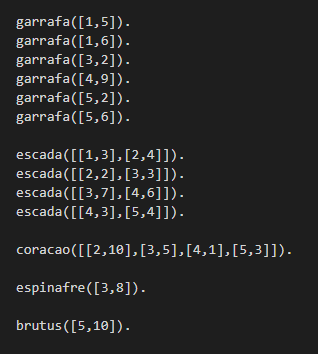 garrafa([1,5]).
garrafa([1,6]).
garrafa([3,2]).
garrafa([4,9]).
garrafa([5,2]).
garrafa([5,6]).
escada([[1,3],[2,4]]).
escada([[2,2],[3,3]]).
escada([[3,7],[4,6]]).
escada([[4,3],[5,4]]).
coracao([[2,10],[3,5],[4,1],[5,3]]).
espinafre([3,8]).
brutus([5,10]).